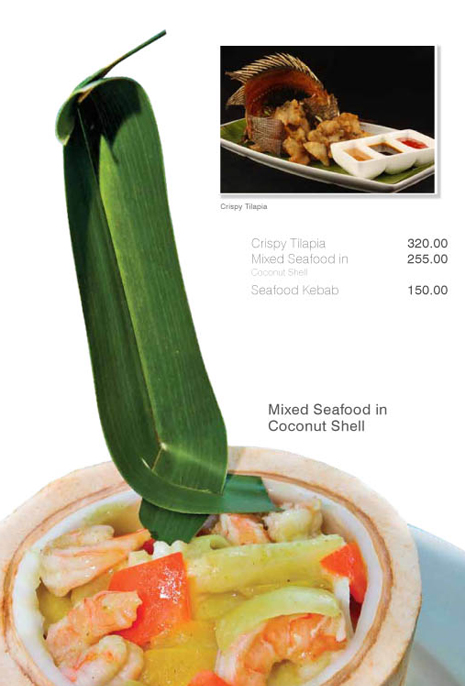 Crispy Tilapia
Crispy Tilapia 320.00
Mixed Seafood in 255.00
Coconut Shell
Seafood Kebab 150.00
Mixed Seafood in
Coconut Shell